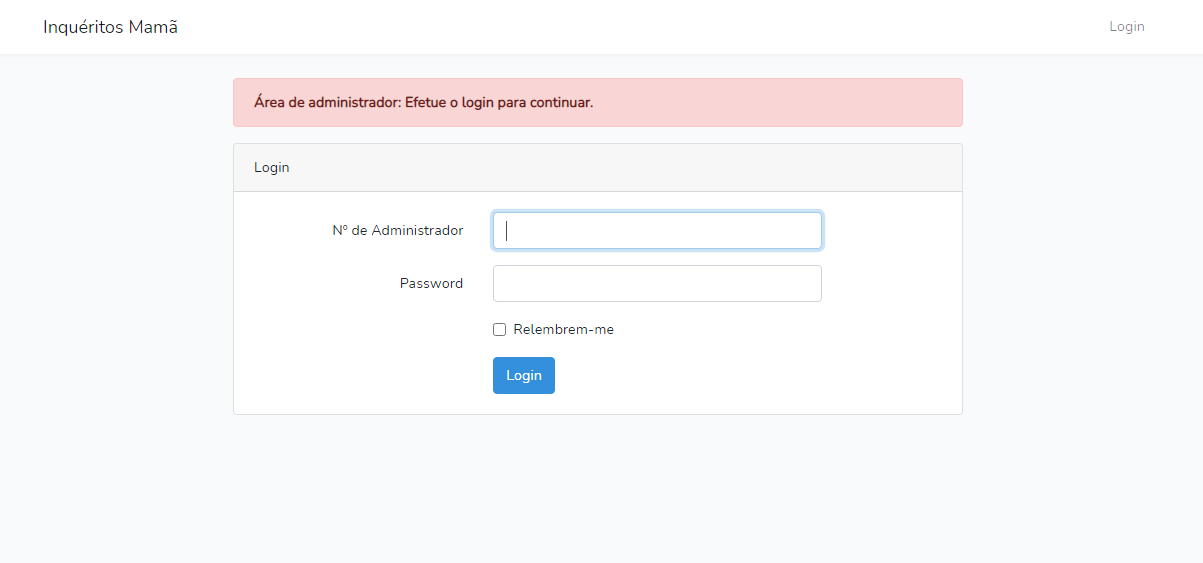 Inquéritos Mamã
Login
Área de administrador: Efetue o login para continuar.
Login
Nº de Administrador
Password
Relembrem-me
Login